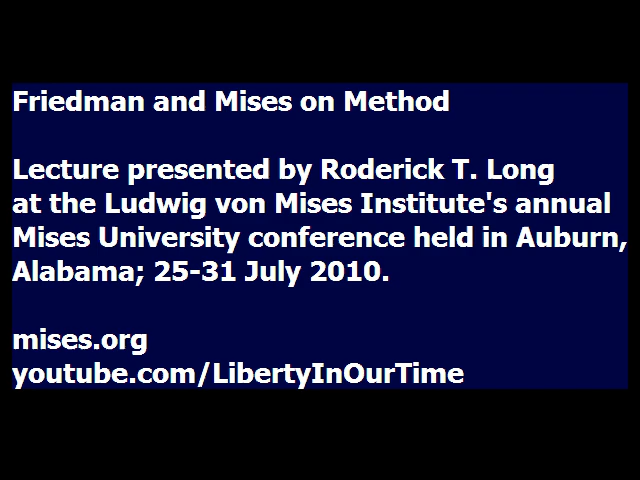 Friedman and Mises on Method
Lecture presented by Roderick T. Long
at the Ludwig von Mises Institute's annual
Mises University conference held in Auburn,
Alabama; 25-31 July 2010.
mises.org
youtube.com/LibertyInOurTime